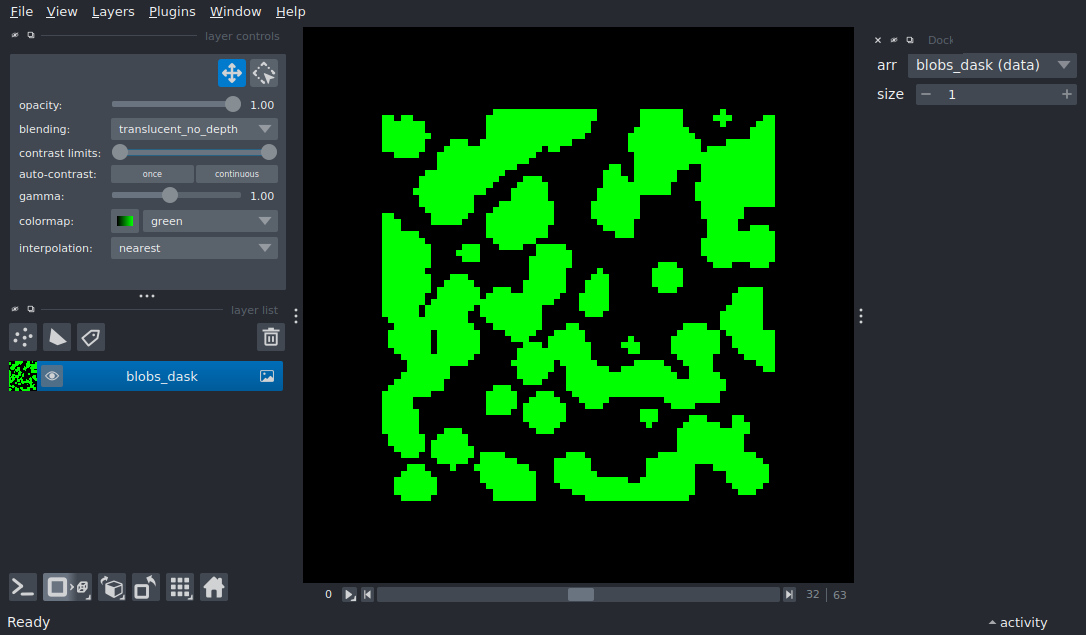 File View Layers Plugins Window Help
layer controls
opacity: 1.00
blending: translucent_no_depth
contrast limits:
auto-contrast: once continuous
gamma: 1.00
colormap: green
interpolation: nearest
layer list
blobs_dask
0 32 63
Ready
activity
Dock
arr blobs_dask (data)
size 1